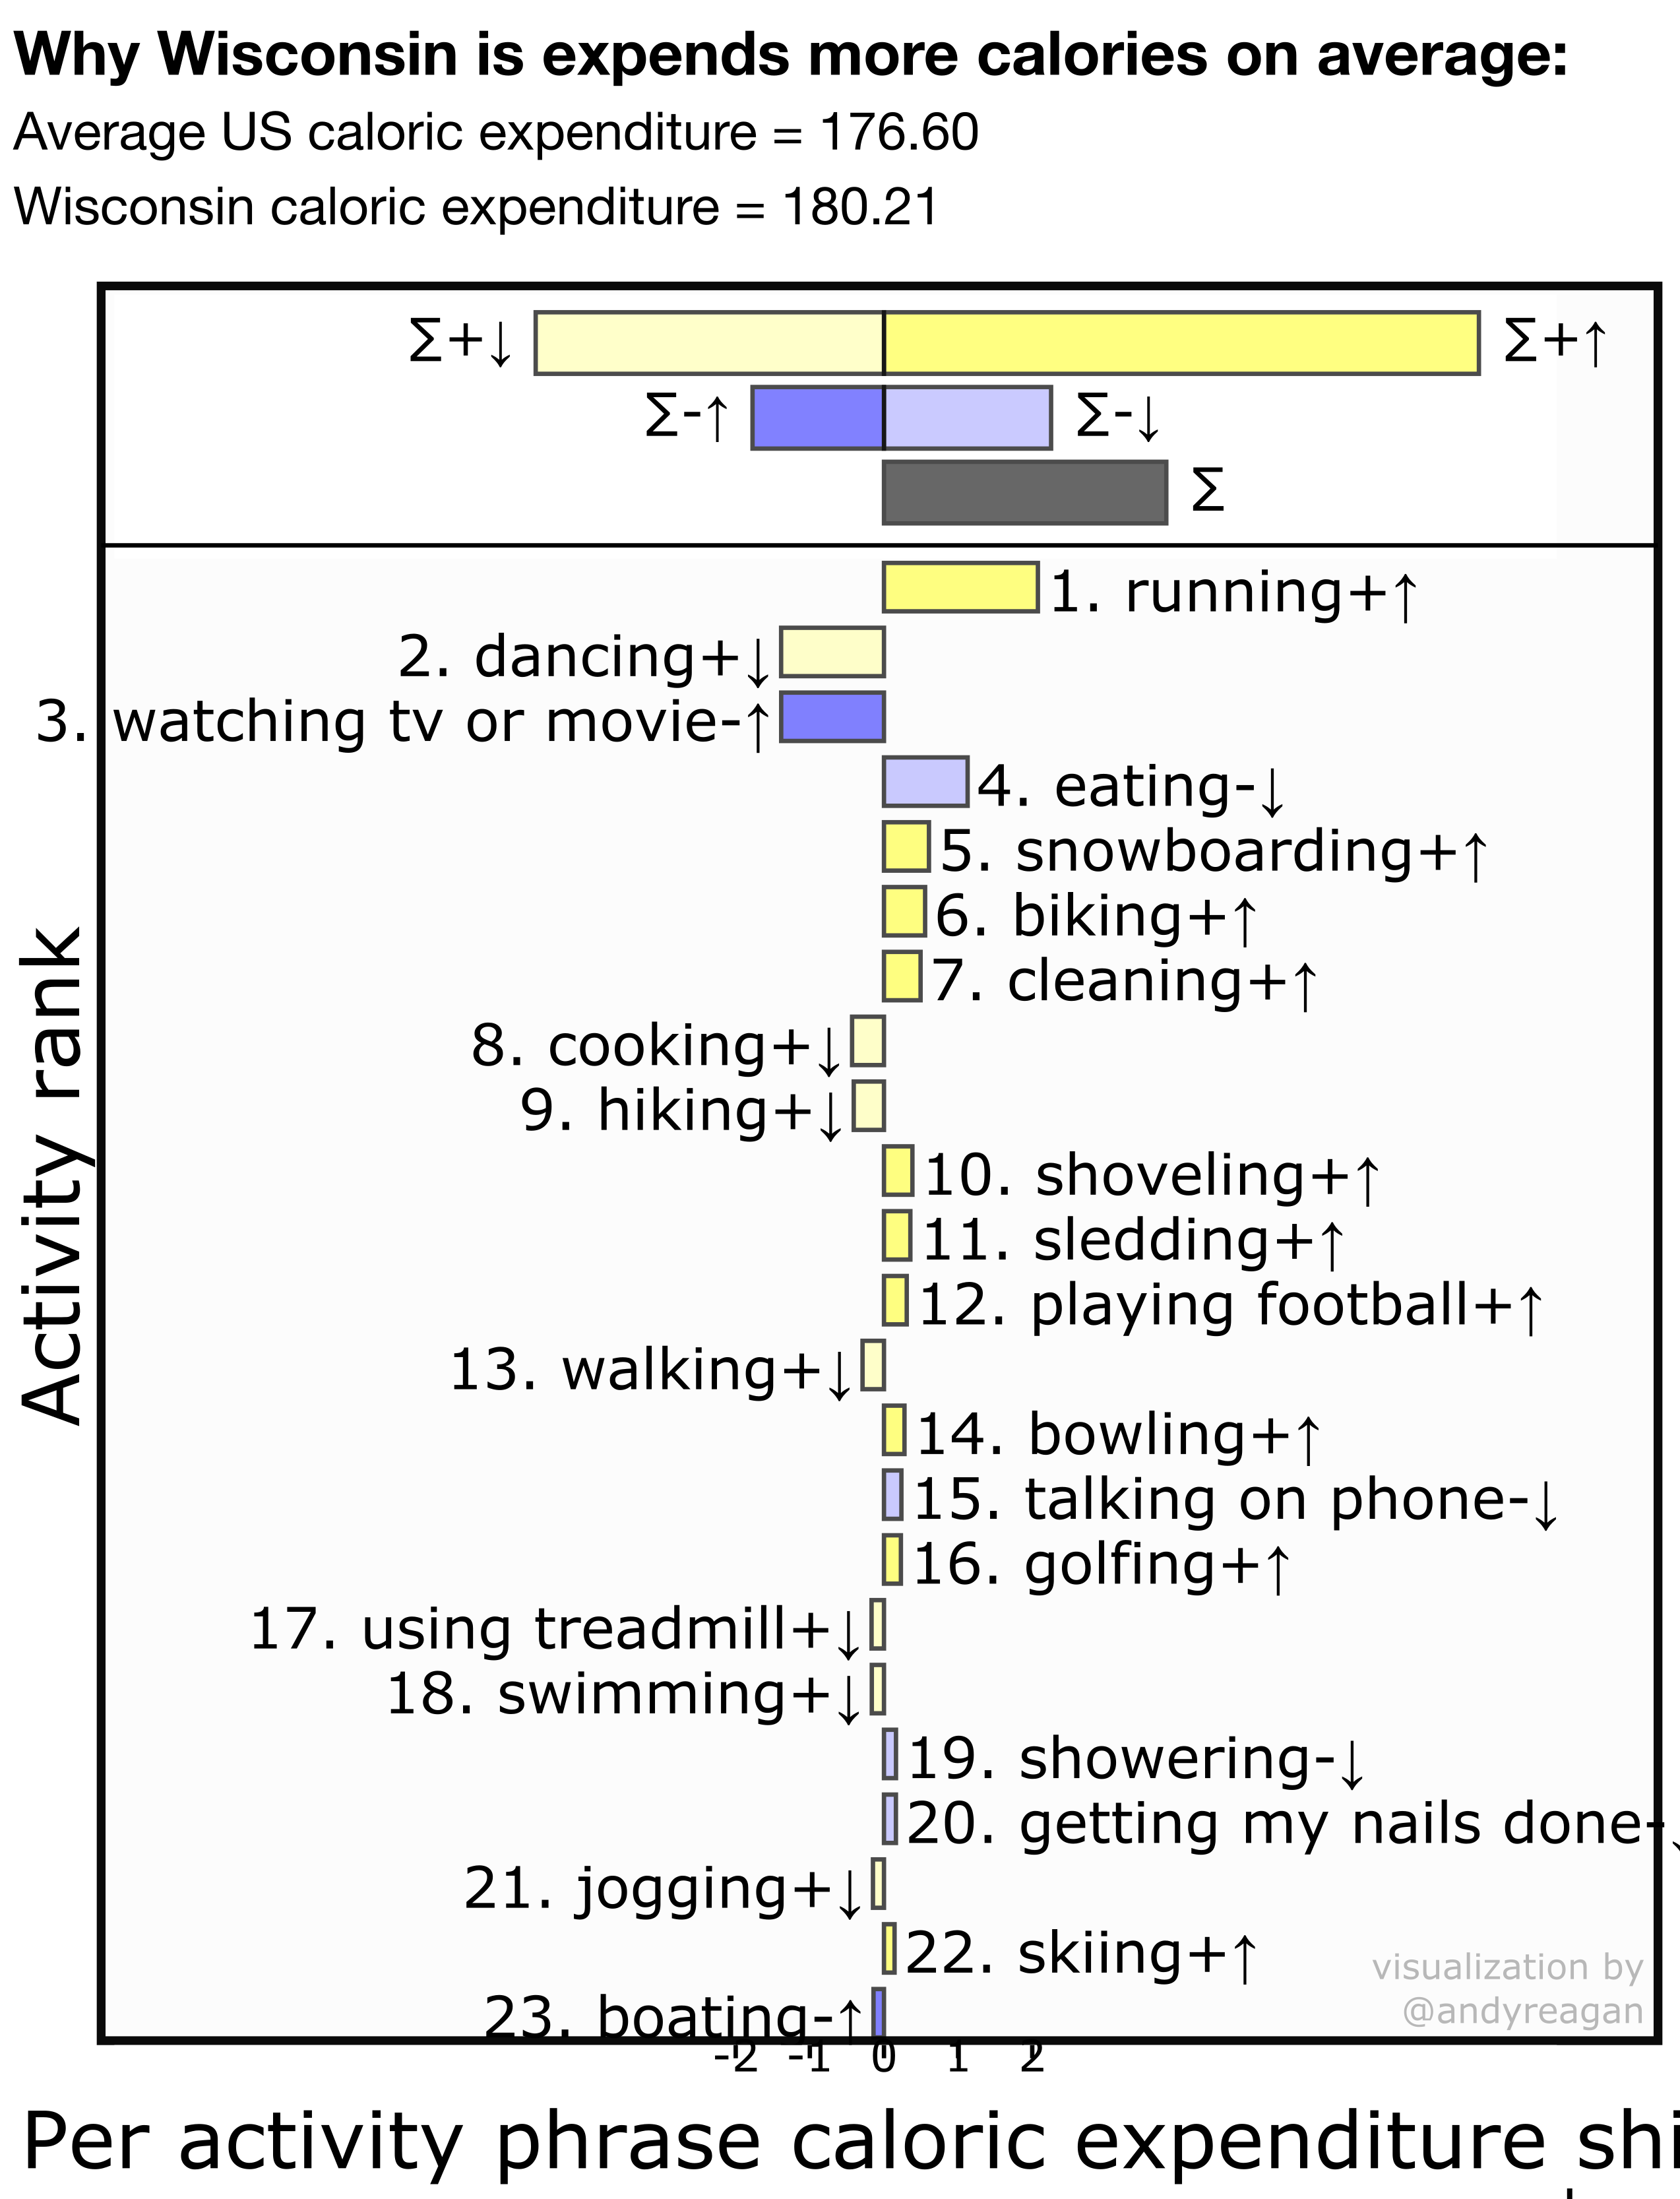 Why Wisconsin is expends more calories on average:
Average US caloric expenditure = 176.60
Wisconsin caloric expenditure = 180.21
∑+↓ ∑+↑
∑-↑ ∑-↓
∑
1. running+↑
2. dancing+↓
3. watching tv or movie-↑
4. eating-↓
5. snowboarding+↑
6. biking+↑
7. cleaning+↑
8. cooking+↓
9. hiking+↓
10. shoveling+↑
11. sledding+↑
12. playing football+↑
13. walking+↓
14. bowling+↑
15. talking on phone-↓
16. golfing+↑
17. using treadmill+↓
18. swimming+↓
19. showering-↓
20. getting my nails done-↓
21. jogging+↓
22. skiing+↑
23. boating-↑
Activity rank
visualization by
@andyreagan
-2 -1 0 1 2
Per activity phrase caloric expenditure shi